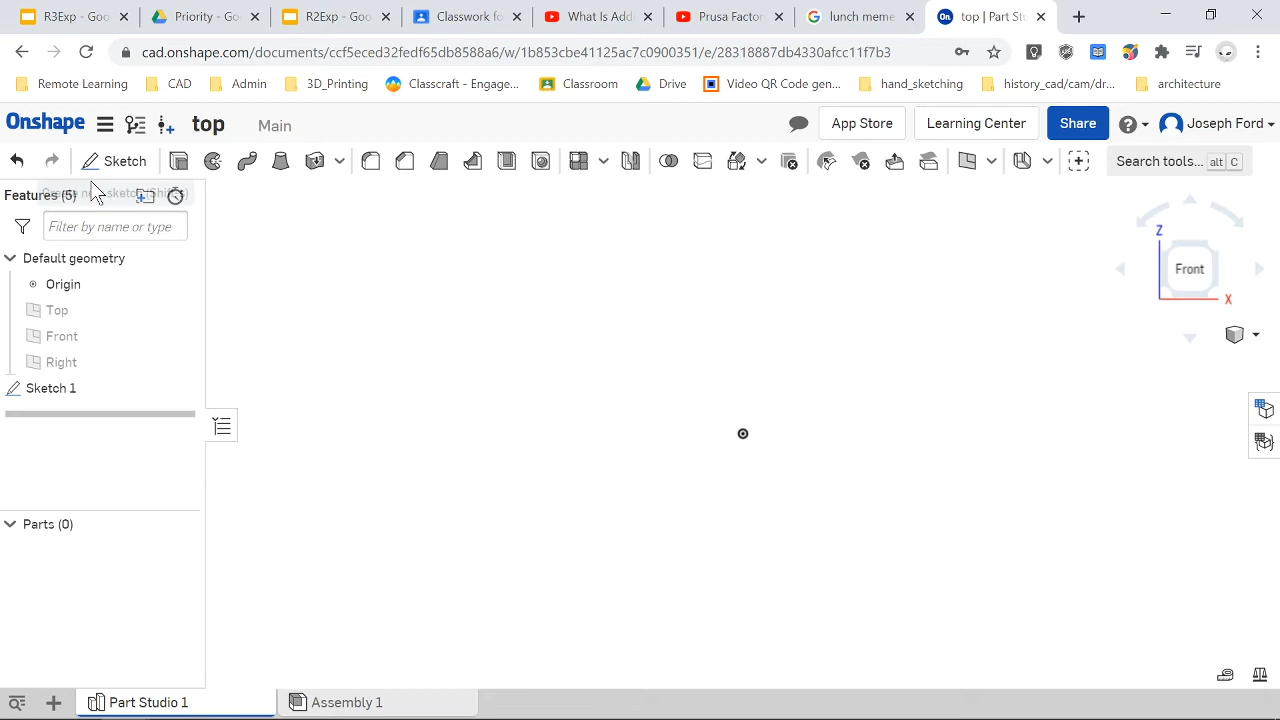 R3Exp - Goo
Priority - Go
R2Exp - Goo
Classwork f
What Is Add
Prusa Factor
lunch meme
top | Part Stu
cad.onshape.com/documents/ccf5eced32fedf65db8588a6/w/1b853cbe41125ac7c0900351/e/28318887db4330afcc11f7b3
Remote Learning
CAD
Admin
3D_Printing
Classcraft - Engage...
Classroom
Drive
Video QR Code gen...
hand_sketching
history_cad/cam/dr...
architecture
Onshape
top
Main
App Store
Learning Center
Share
Joseph Ford
Sketch
Search tools... alt C
Features (5)
Filter by name or type
Default geometry
Origin
Top
Front
Right
Sketch 1
Parts (0)
Z
Front
X
Part Studio 1
Assembly 1